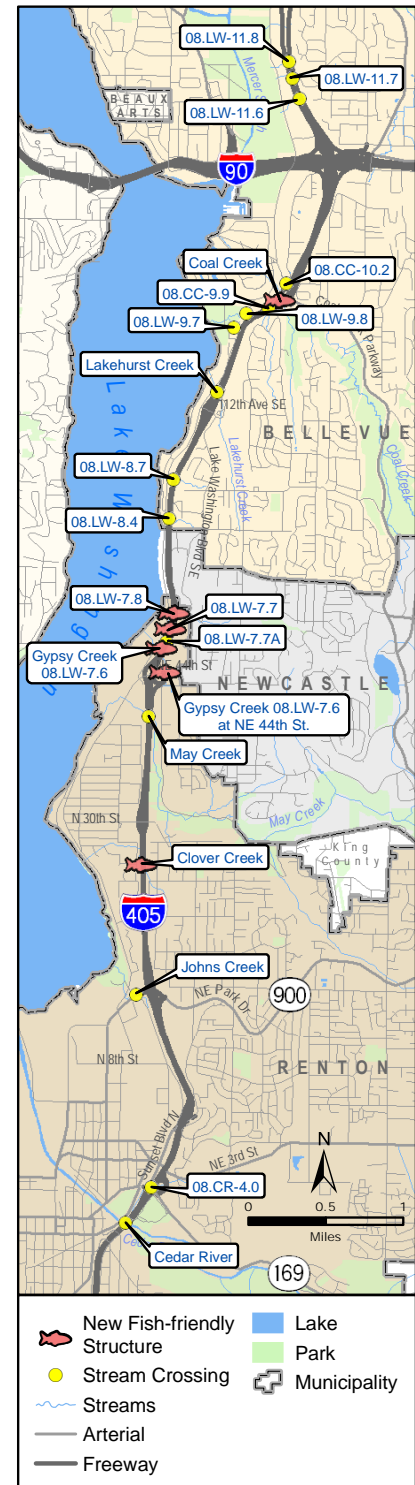 08.LW-11.8
Mercer Slough
08.LW-11.7
BEAUX
ARTS
08.LW-11.6
90
Coal Creek
08.CC-10.2
08.CC-9.9
08.LW-9.8
08.LW-9.7
Parkway
Lakehurst Creek
112th Ave SE
BELLEVUE
Lake Washington
Lakehurst Creek
Lake Washington Blvd SE
Coal Creek
08.LW-8.7
08.LW-8.4
08.LW-7.8
08.LW-7.7
08.LW-7.7A
Gypsy Creek
08.LW-7.6
44th St
NEWCASTLE
Gypsy Creek 08.LW-7.6
at NE 44th St.
May Creek
May Creek
N 30th St
King
County
Clover Creek
405
Johns Creek
NE Park Dr
900
N 8th St
RENTON
Sunset Blvd N
NE 3rd St
N
08.CR-4.0
0 0.5 1
Miles
Cedar River
169
New Fish-friendly
Structure
Lake
Park
Stream Crossing
Municipality
Streams
Arterial
Freeway